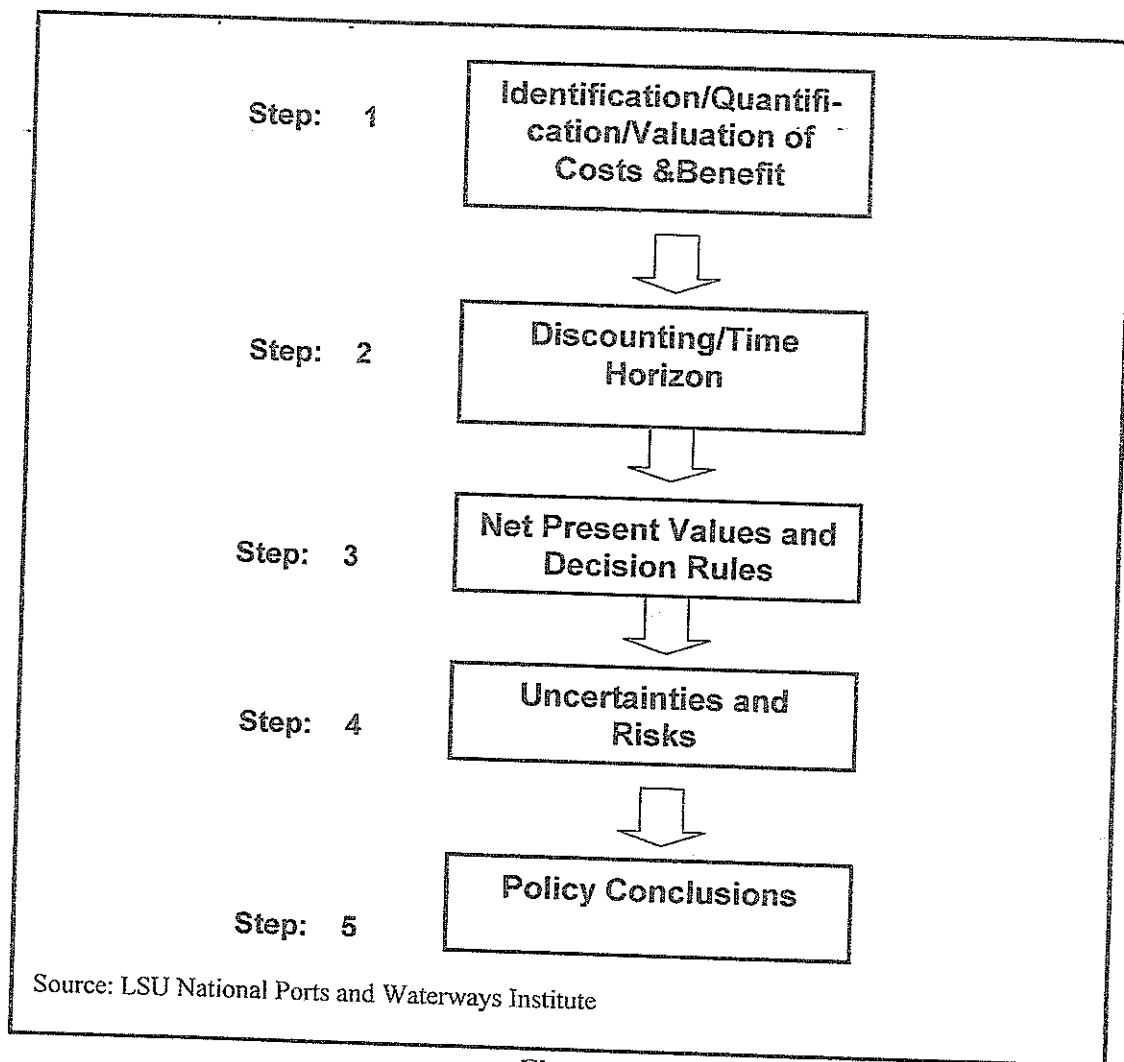 Step: 1
Identification/Quantifi-
cation/Valuation of
Costs &Benefit
Step: 2
Discounting/Time
Horizon
Step: 3
Net Present Values and
Decision Rules
Step: 4
Uncertainties and
Risks
Step: 5
Policy Conclusions
Source: LSU National Ports and Waterways Institute